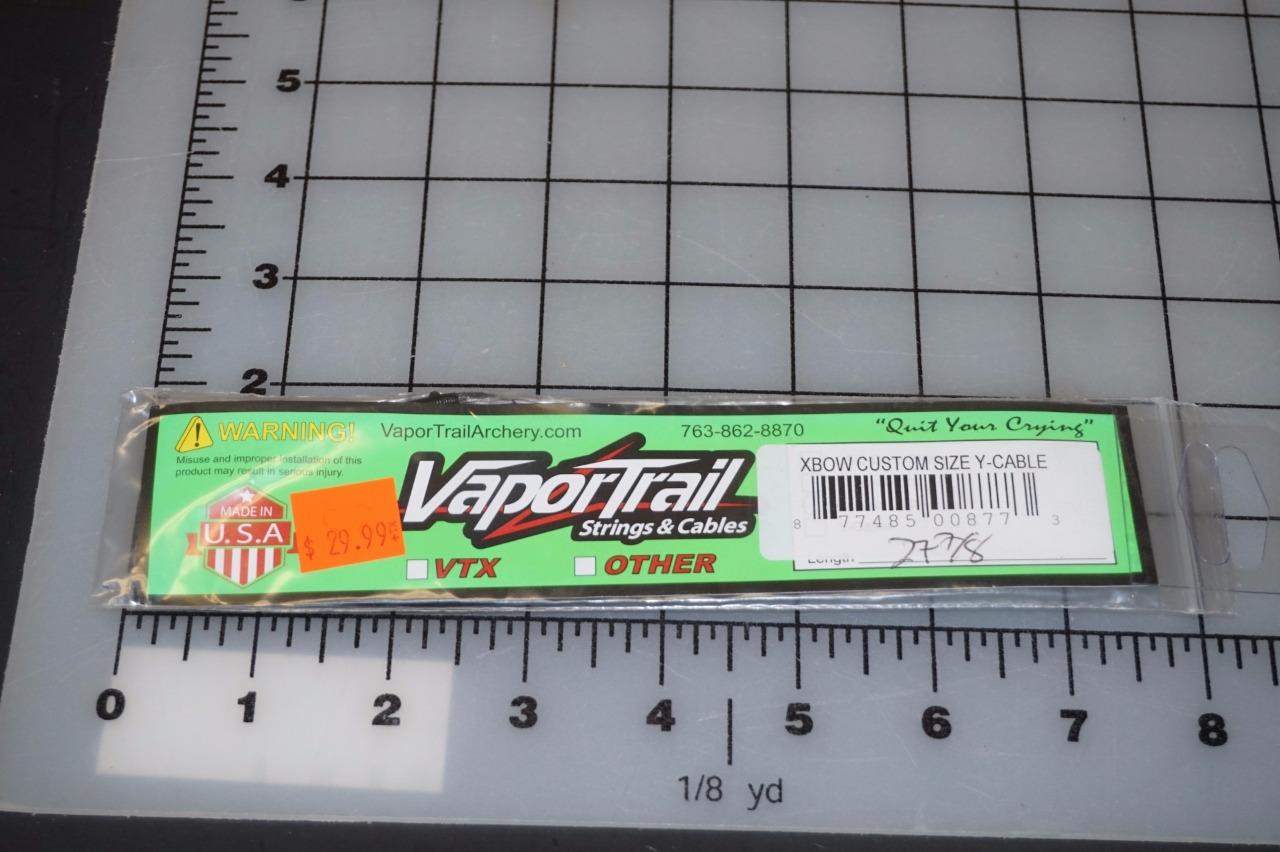 5
4
3
2
WARNING!
Misuse and improper installation of this
product may result in serious injury.
VaporTrailArchery.com
763-862-8870
"Quit Your Crying"
MADE IN
U.S.A
$ 29.99
VaporTrail
Strings & Cables
VTX
OTHER
XBOW CUSTOM SIZE Y-CABLE
8 77485 00877 3
Length
0 1 2 3 4 5 6 7 8
1/8 yd